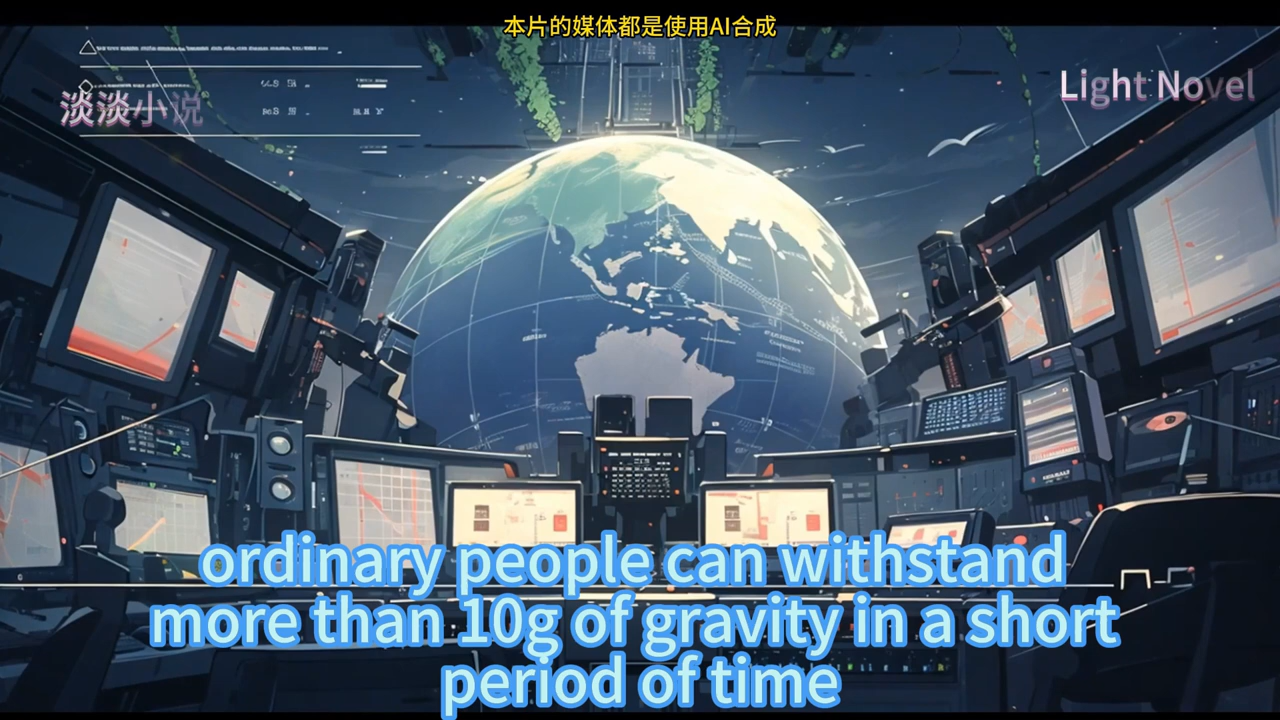 本片的媒体都是使用AI合成
淡淡小说
Light Novel
ordinary people can withstand
more than 10g of gravity in a short
period of time